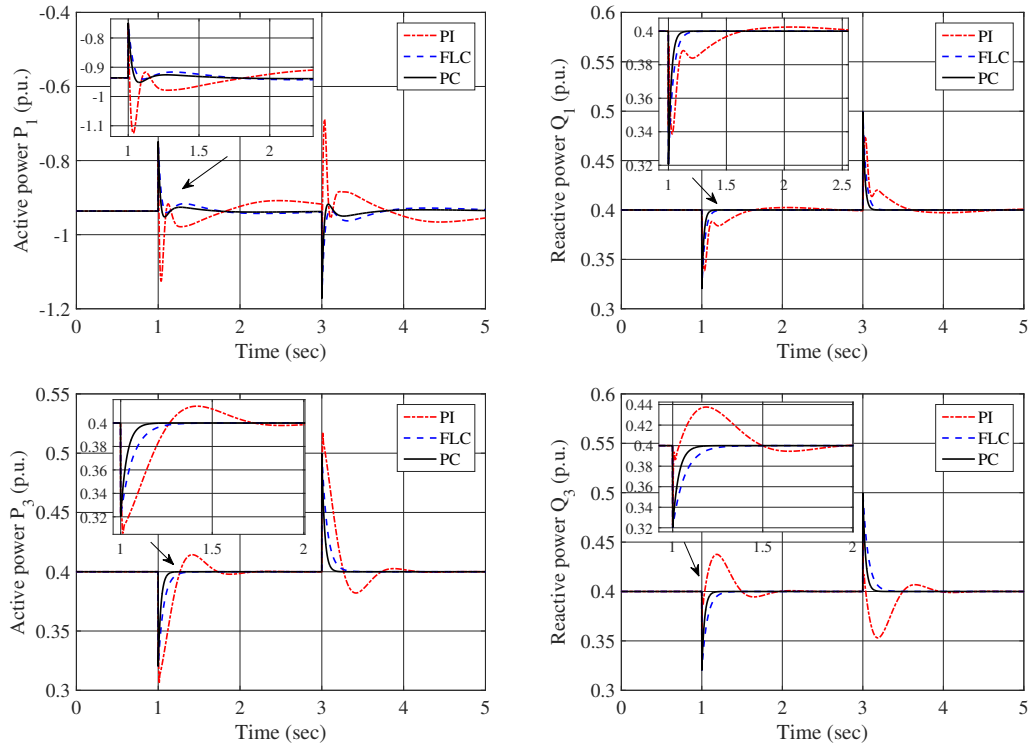 Active power P1 (p.u.)
-0.4
-0.6
-0.8
-1
-1.2
0 1 2 3 4 5
Time (sec)
-0.8
-0.9
-1
-1.1
1 1.5 2
PI
FLC
PC
Reactive power Q1 (p.u.)
0.6
0.55
0.5
0.45
0.4
0.35
0.3
0 1 2 3 4 5
Time (sec)
0.4
0.38
0.36
0.34
0.32
1 1.5 2 2.5
PI
FLC
PC
Active power P3 (p.u.)
0.55
0.5
0.45
0.4
0.35
0.3
0 1 2 3 4 5
Time (sec)
0.4
0.38
0.36
0.34
0.32
1 1.5 2
PI
FLC
PC
Reactive power Q3 (p.u.)
0.6
0.55
0.5
0.45
0.4
0.35
0.3
0 1 2 3 4 5
Time (sec)
0.44
0.42
0.4
0.38
0.36
0.34
0.32
1 1.5 2
PI
FLC
PC